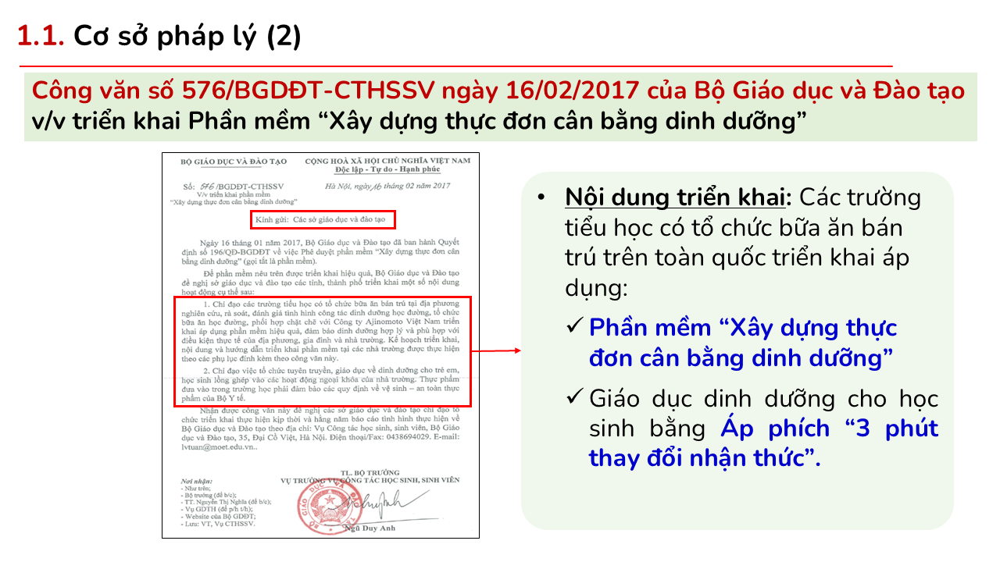 1.1. Cơ sở pháp lý (2)
Công văn số 576/BGDĐT-CTHSSV ngày 16/02/2017 của Bộ Giáo dục và Đào tạo
v/v triển khai Phần mềm “Xây dựng thực đơn cân bằng dinh dưỡng”
BỘ GIÁO DỤC VÀ ĐÀO TẠO
CỘNG HOÀ XÃ HỘI CHỦ NGHĨA VIỆT NAM
Độc lập - Tự do - Hạnh phúc
Số: 576 /BGDĐT-CTHSSV
V/v triển khai phần mềm
“Xây dựng thực đơn cân bằng dinh dưỡng”
Hà Nội, ngày 16 tháng 02 năm 2017
Kính gửi: Các sở giáo dục và đào tạo
Ngày 16 tháng 01 năm 2017, Bộ Giáo dục và Đào tạo đã ban hành Quyết
định số 196/QĐ-BGDĐT về việc Phê duyệt phần mềm “Xây dựng thực đơn cân
bằng dinh dưỡng” (gọi tắt là phần mềm).
Để phần mềm nêu trên được triển khai hiệu quả, Bộ Giáo dục và Đào tạo
đề nghị sở giáo dục và đào tạo các tỉnh, thành phố triển khai một số nội dung
hoạt động cụ thể sau:
1. Chỉ đạo các trường tiểu học có tổ chức bữa ăn bán trú tại địa phương
nghiên cứu, rà soát, đánh giá tình hình công tác dinh dưỡng học đường, tổ chức
bữa ăn học đường, phối hợp chặt chẽ với Công ty Ajinomoto Việt Nam triển
khai áp dụng phần mềm hiệu quả, đảm bảo dinh dưỡng hợp lý và phù hợp với
điều kiện thực tế của địa phương, gia đình và nhà trường. Kế hoạch triển khai,
nội dung và hướng dẫn triển khai phần mềm tại các nhà trường được thực hiện
theo các phụ lục đính kèm theo công văn này.
2. Chỉ đạo việc tổ chức tuyên truyền, giáo dục về dinh dưỡng cho trẻ em,
học sinh lồng ghép vào các hoạt động ngoại khóa của nhà trường. Thực phẩm
đưa vào trong trường học phải đảm bảo các quy định về vệ sinh – an toàn thực
phẩm của Bộ Y tế.
Nhận được công văn này đề nghị các sở giáo dục và đào tạo chỉ đạo tổ
chức triển khai thực hiện kịp thời và hằng năm báo cáo tình hình thực hiện về
Bộ Giáo dục và Đào tạo theo địa chỉ: Vụ Công tác học sinh, sinh viên, Bộ Giáo
dục và Đào tạo, 35, Đại Cồ Việt, Hà Nội. Điện thoại/Fax: 0438694029. E-mail:
lvtuan@moet.edu.vn..
Nơi nhận:
- Như trên;
- Bộ trưởng (để b/c);
- TT. Nguyễn Thị Nghĩa (để b/c);
- Vụ GDTH (để p/h t/h);
- Website của Bộ GDĐT;
- Lưu: VT, Vụ CTHSSV.
TL. BỘ TRƯỞNG
VỤ TRƯỞNG VỤ CÔNG TÁC HỌC SINH, SINH VIÊN
Ngũ Duy Anh
• Nội dung triển khai: Các trường
tiểu học có tổ chức bữa ăn bán
trú trên toàn quốc triển khai áp
dụng:
✓ Phần mềm “Xây dựng thực
đơn cân bằng dinh dưỡng”
✓ Giáo dục dinh dưỡng cho học
sinh bằng Áp phích “3 phút
thay đổi nhận thức”.